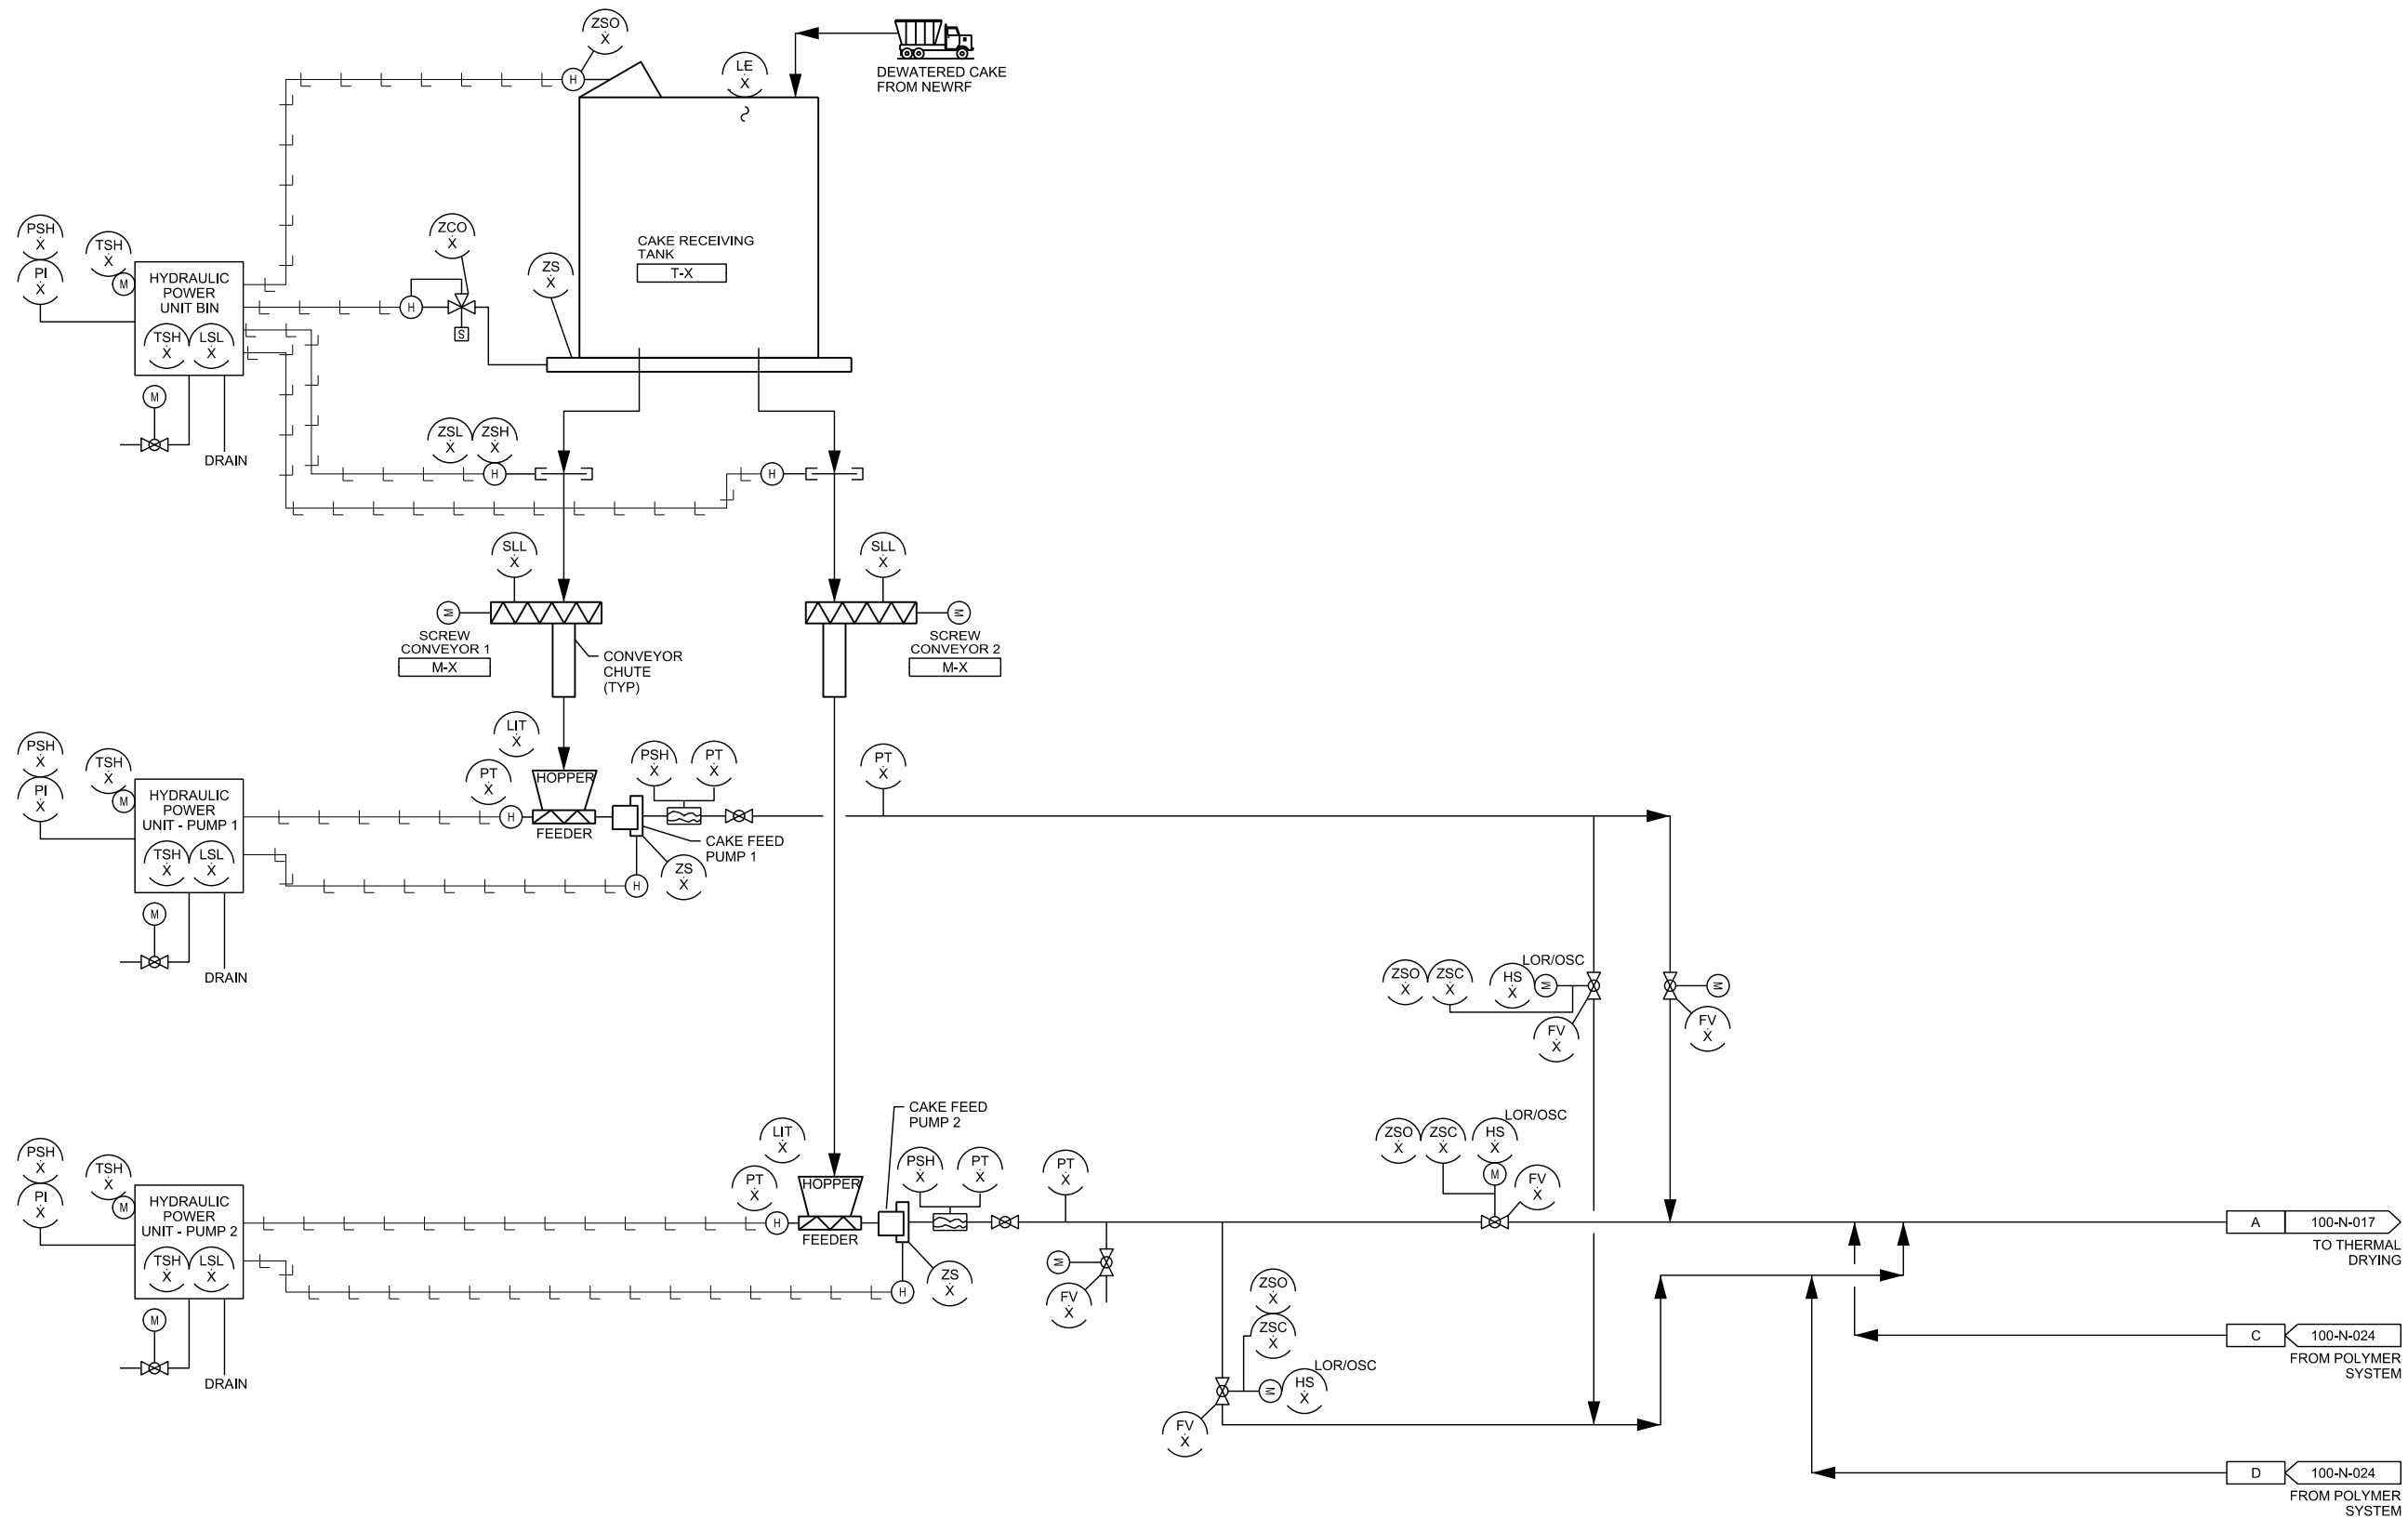 ZSO
X
LE
X
DEWATERED CAKE
FROM NEWRF
PSH
X
PI
X
TSH
X
M
HYDRAULIC
POWER
UNIT BIN
TSH
X
LSL
X
M
DRAIN
H
ZCO
X
H
S
ZS
X
CAKE RECEIVING
TANK
T-X
ZSL
X
ZSH
X
H
H
SLL
X
M
SCREW
CONVEYOR 1
M-X
CONVEYOR
CHUTE
(TYP)
SLL
X
M
SCREW
CONVEYOR 2
M-X
PSH
X
PI
X
TSH
X
M
HYDRAULIC
POWER
UNIT - PUMP 1
TSH
X
LSL
X
M
DRAIN
LIT
X
PT
X
H
HOPPER
FEEDER
PSH
X
PT
X
CAKE FEED
PUMP 1
ZS
X
H
PT
X
ZSO
X
ZSC
X
HS
X
LOR/OSC
M
FV
X
M
FV
X
PSH
X
PI
X
TSH
X
M
HYDRAULIC
POWER
UNIT - PUMP 2
TSH
X
LSL
X
M
DRAIN
LIT
X
PT
X
H
HOPPER
FEEDER
CAKE FEED
PUMP 2
PSH
X
PT
X
ZS
X
H
PT
X
M
FV
X
ZSO
X
ZSC
X
HS
X
LOR/OSC
M
FV
X
ZSO
X
ZSC
X
LOR/OSC
M
HS
X
FV
X
A
100-N-017
TO THERMAL
DRYING
C
100-N-024
FROM POLYMER
SYSTEM
D
100-N-024
FROM POLYMER
SYSTEM